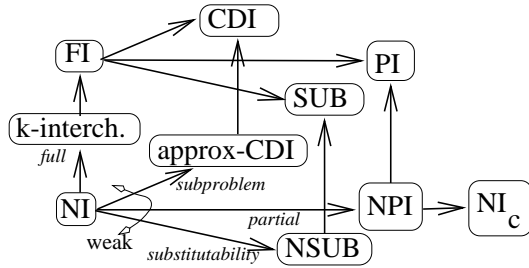 CDI
FI
PI
SUB
k-interch.
full
approx-CDI
subproblem
NI
partial
NPI
NI c
weak
substitutability
NSUB